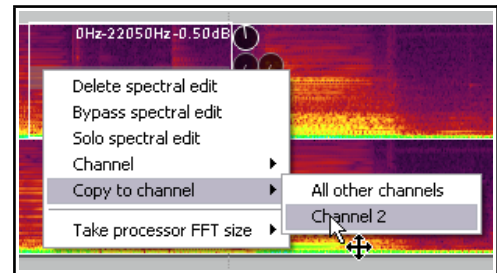 0Hz-22050Hz -0.50dB
Delete spectral edit
Bypass spectral edit
Solo spectral edit
Channel
Copy to channel
All other channels
Channel 2
Take processor FFT size